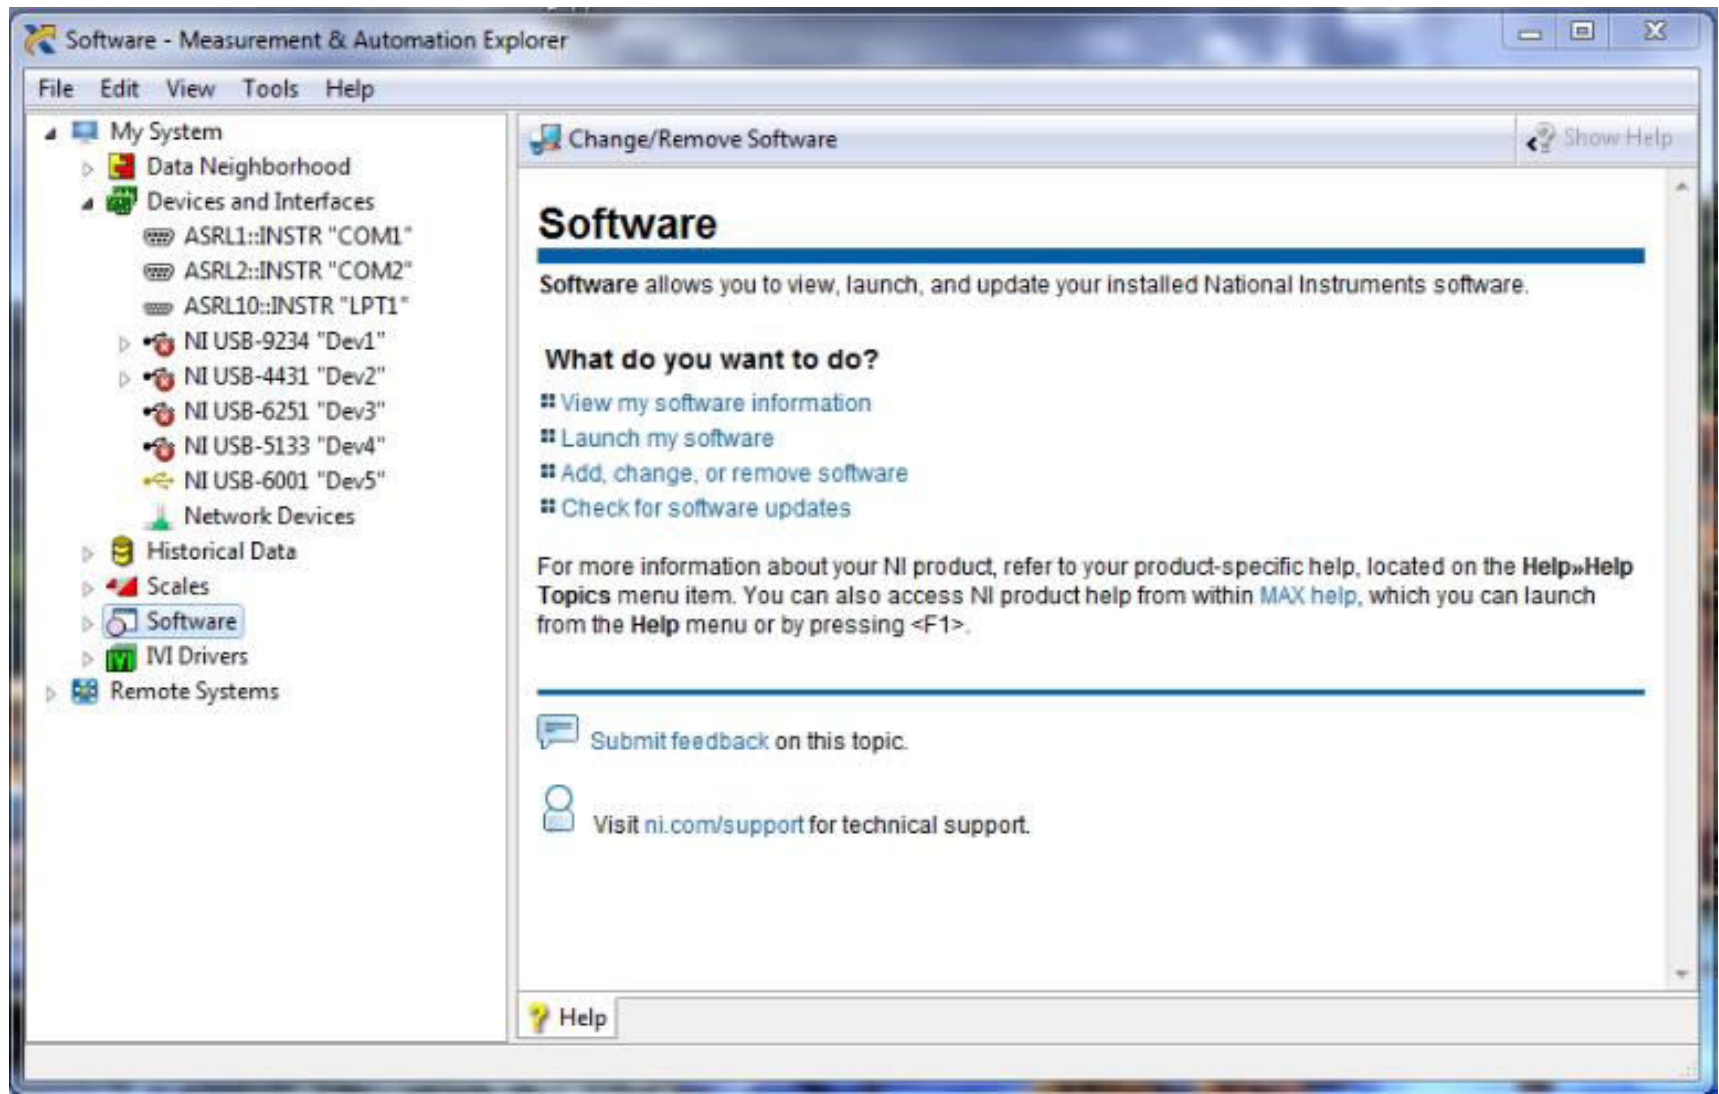 Software - Measurement & Automation Explorer
File Edit View Tools Help
My System
Data Neighborhood
Devices and Interfaces
ASRL1::INSTR "COM1"
ASRL2::INSTR "COM2"
ASRL10::INSTR "LPT1"
NI USB-9234 "Dev1"
NI USB-4431 "Dev2"
NI USB-6251 "Dev3"
NI USB-5133 "Dev4"
NI USB-6001 "Dev5"
Network Devices
Historical Data
Scales
Software
IVI Drivers
Remote Systems
Change/Remove Software
Show Help
Software
Software allows you to view, launch, and update your installed National Instruments software.
What do you want to do?
View my software information
Launch my software
Add, change, or remove software
Check for software updates
For more information about your NI product, refer to your product-specific help, located on the Help»Help
Topics menu item. You can also access NI product help from within MAX help, which you can launch
from the Help menu or by pressing <F1>.
Submit feedback on this topic.
Visit ni.com/support for technical support.
Help